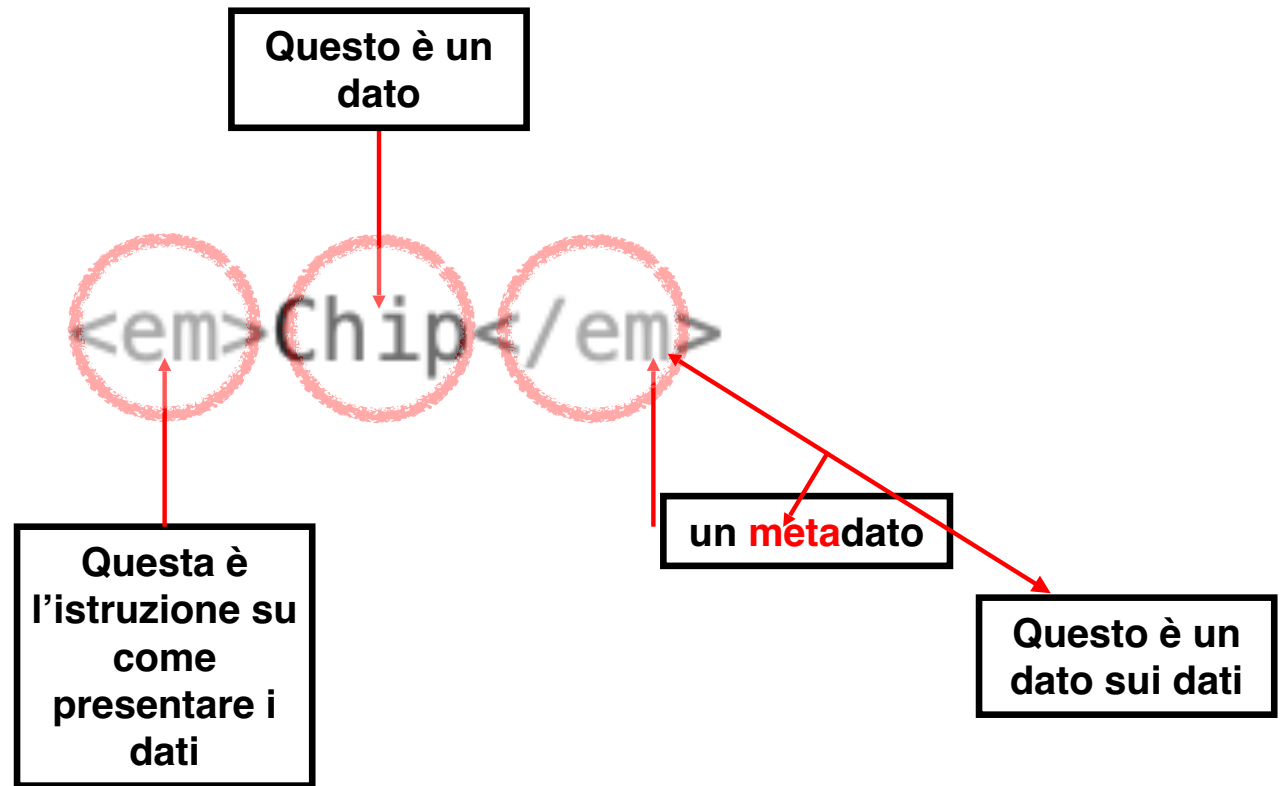 Questo è un
dato
<em>Chip</em>
un metadato
Questa è
l’istruzione su
come
presentare i
dati
Questo è un
dato sui dati